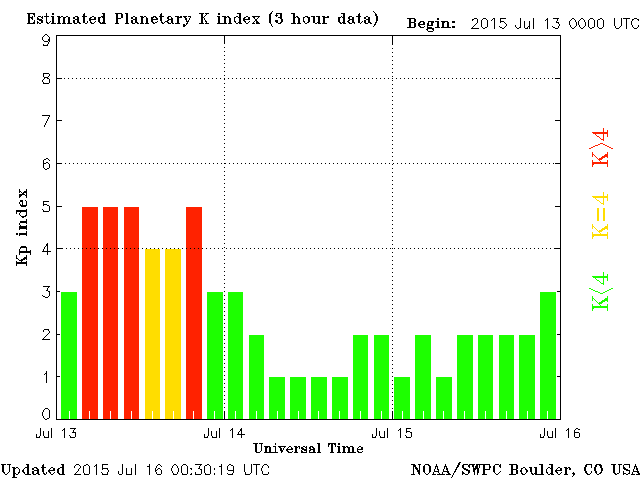 Estimated Planetary K index (3 hour data) Begin: 2015 Jul 13 0000 UTC
9
8
7
6
5
4
3
2
1
0
Kp index
K>4
K=4
K<4
Jul 13 Jul 14 Jul 15 Jul 16
Universal Time
Updated 2015 Jul 16 00:30:19 UTC NOAA/SWPC Boulder, CO USA